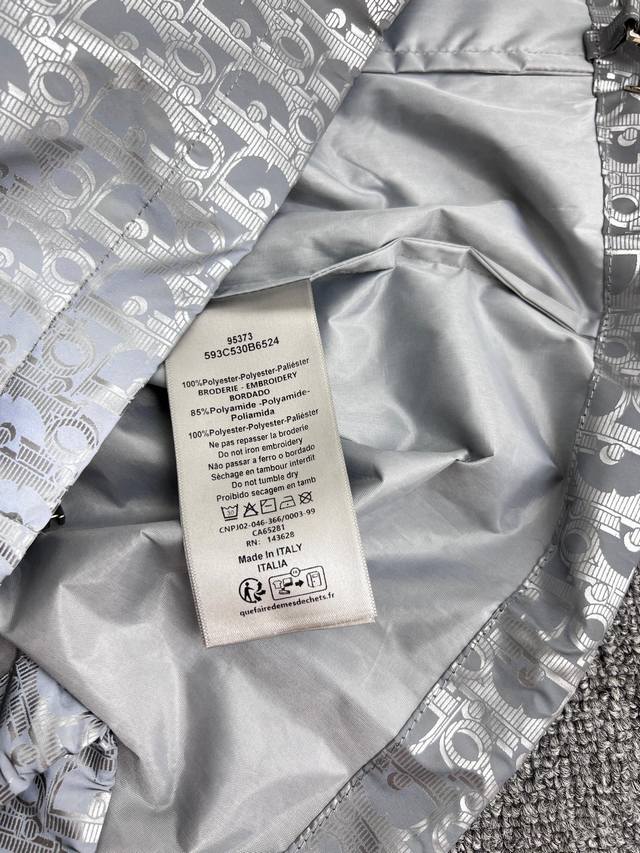 95373
593C530B6524
100%Polyester-Polyester-Paliéster
BRODERIE - EMBROIDERY
BORDADO
85%Polyamide -Polyamide-
Poliamida
100%Polyester-Polyester-Paliéster
Ne pas repasser la broderie
Do not iron embroidery
Não passar a ferro o bordado
Sèchage en tambour interdit
Do not tumble dry
Proibido secagem en tamb
CNPJ02-046-366/0003-99
CA65281
RN: 143628
Made In ITALY
ITALIA
quefairedemesdechets.fr